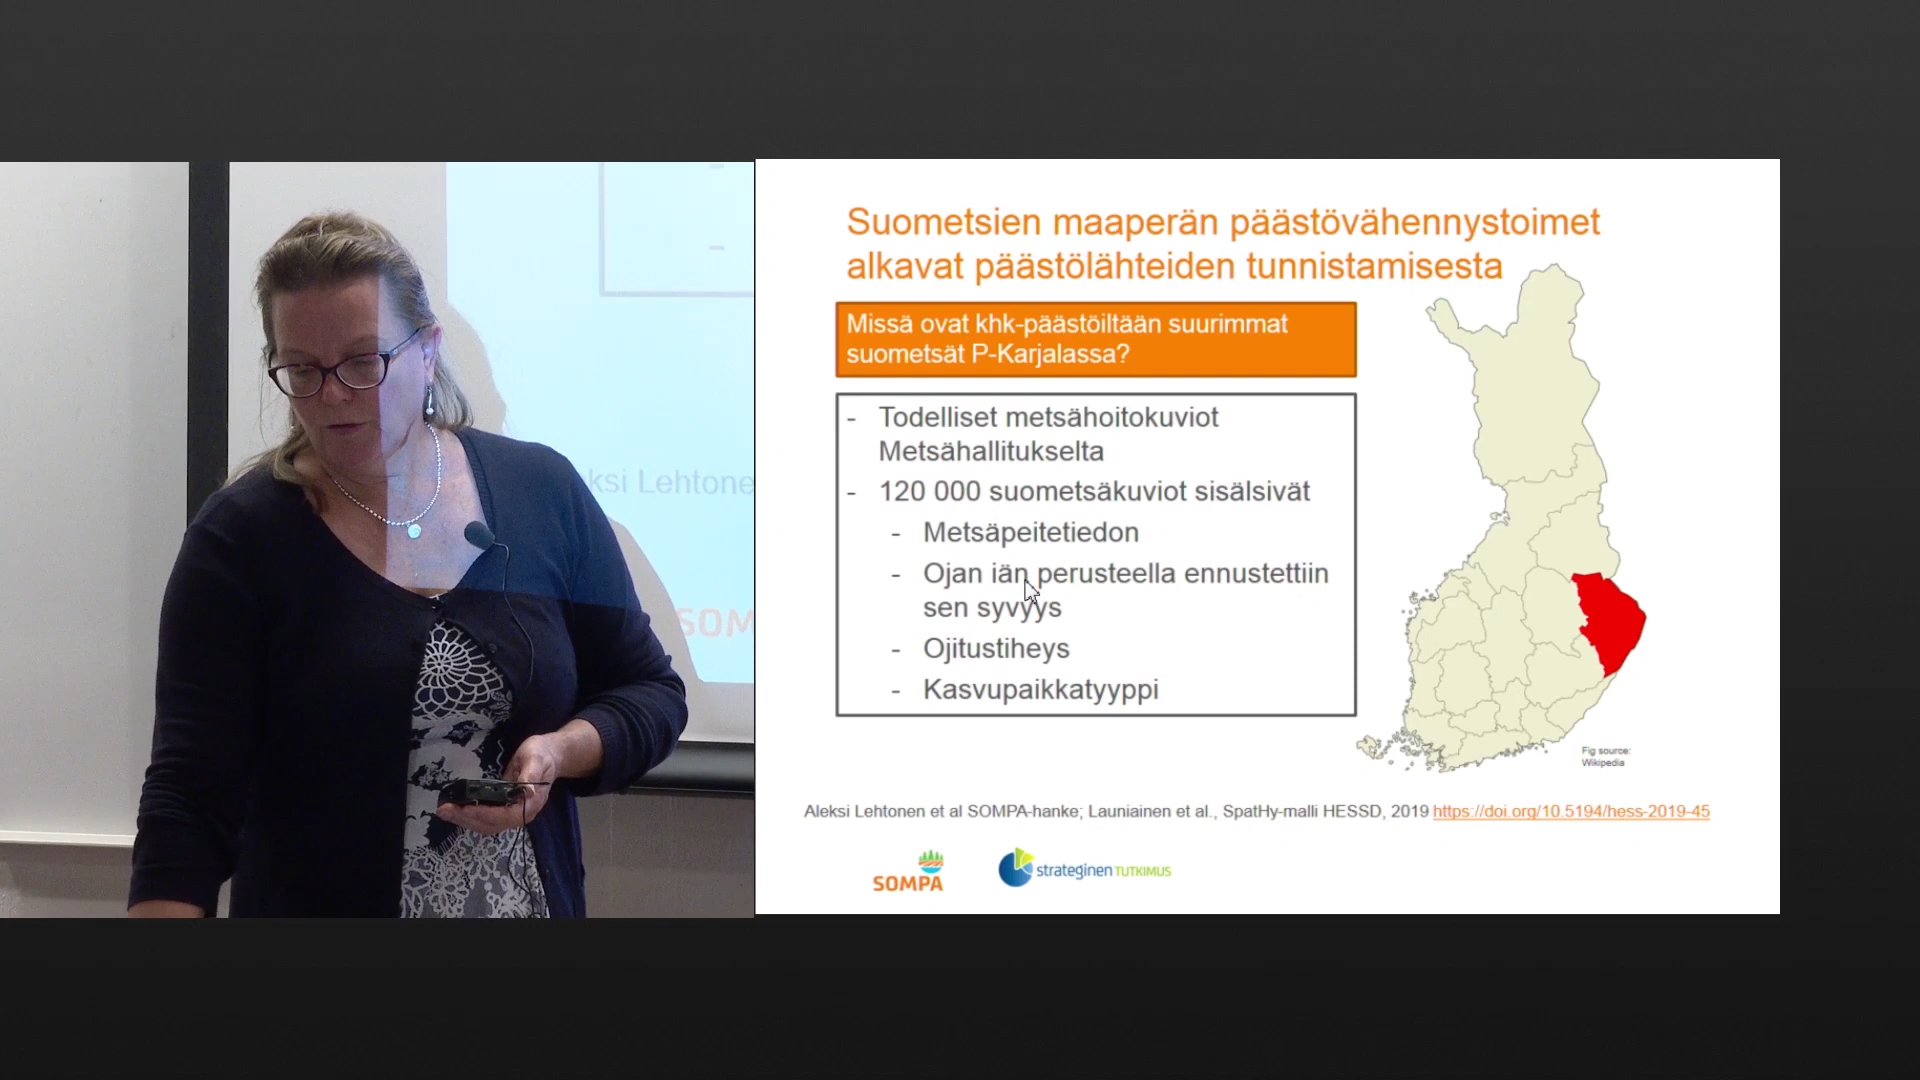 Suometsien maaperän päästövähennystoimet
alkavat päästölähteiden tunnistamisesta
Missä ovat khk-päästöiltään suurimmat
suometsät P-Karjalassa?
- Todelliset metsähoitokuviot
Metsähallitukselta
- 120 000 suometsäkuviot sisälsivät
- Metsäpeitetiedon
- Ojan iän perusteella ennustettiin
sen syvyys
- Ojitustiheys
- Kasvupaikkatyyppi
Fig source:
Wikipedia
Aleksi Lehtonen et al SOMPA-hanke; Launiainen et al., SpatHy-malli HESSD, 2019 https://doi.org/10.5194/hess-2019-45
SOMPA
strateginen TUTKIMUS
eksi Lehtone
SOM